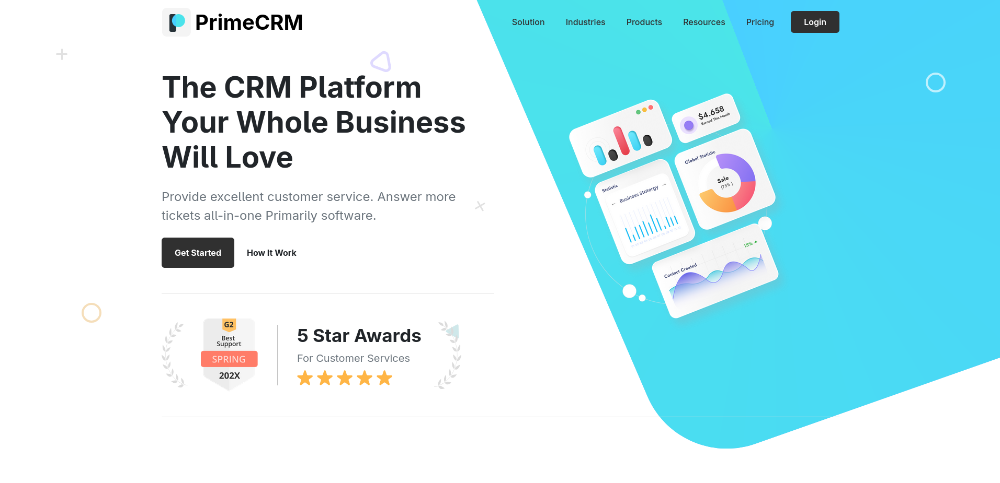 PrimeCRM
Solution
Industries
Products
Resources
Pricing
Login
The CRM Platform
Your Whole Business
Will Love
Provide excellent customer service. Answer more
tickets all-in-one Primarily software.
Get Started
How It Work
G2
Best
Support
SPRING
202X
5 Star Awards
For Customer Services
$4.658
Earned This Month
Global Statistic
Sale
(75% )
Statistic
← Business Statergy →
15%
Contact Created